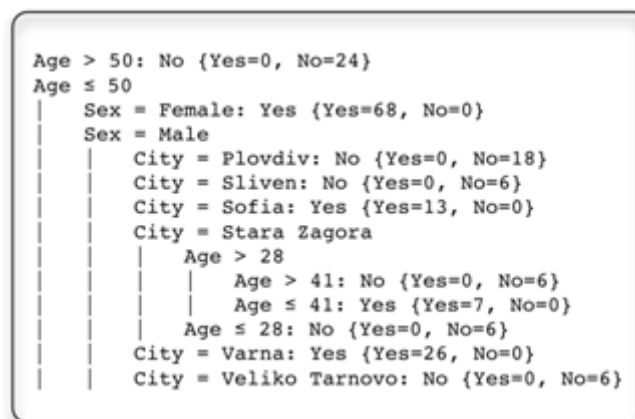 Age > 50: No {Yes=0, No=24}
Age ≤ 50
|   Sex = Female: Yes {Yes=68, No=0}
|   Sex = Male
|   |   City = Plovdiv: No {Yes=0, No=18}
|   |   City = Sliven: No {Yes=0, No=6}
|   |   City = Sofia: Yes {Yes=13, No=0}
|   |   City = Stara Zagora
|   |   |   Age > 28
|   |   |   |   Age > 41: No {Yes=0, No=6}
|   |   |   |   Age ≤ 41: Yes {Yes=7, No=0}
|   |   |   Age ≤ 28: No {Yes=0, No=6}
|   |   City = Varna: Yes {Yes=26, No=0}
|   |   City = Veliko Tarnovo: No {Yes=0, No=6}